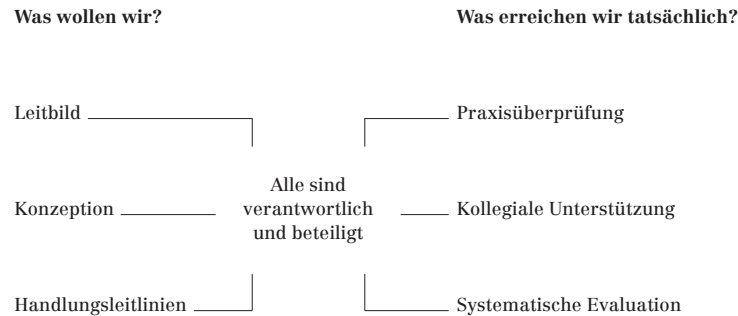 Was wollen wir?
Was erreichen wir tatsächlich?
Leitbild
Praxisüberprüfung
Alle sind
Konzeption
verantwortlich
Kollegiale Unterstützung
und beteiligt
Handlungsleitlinien
Systematische Evaluation